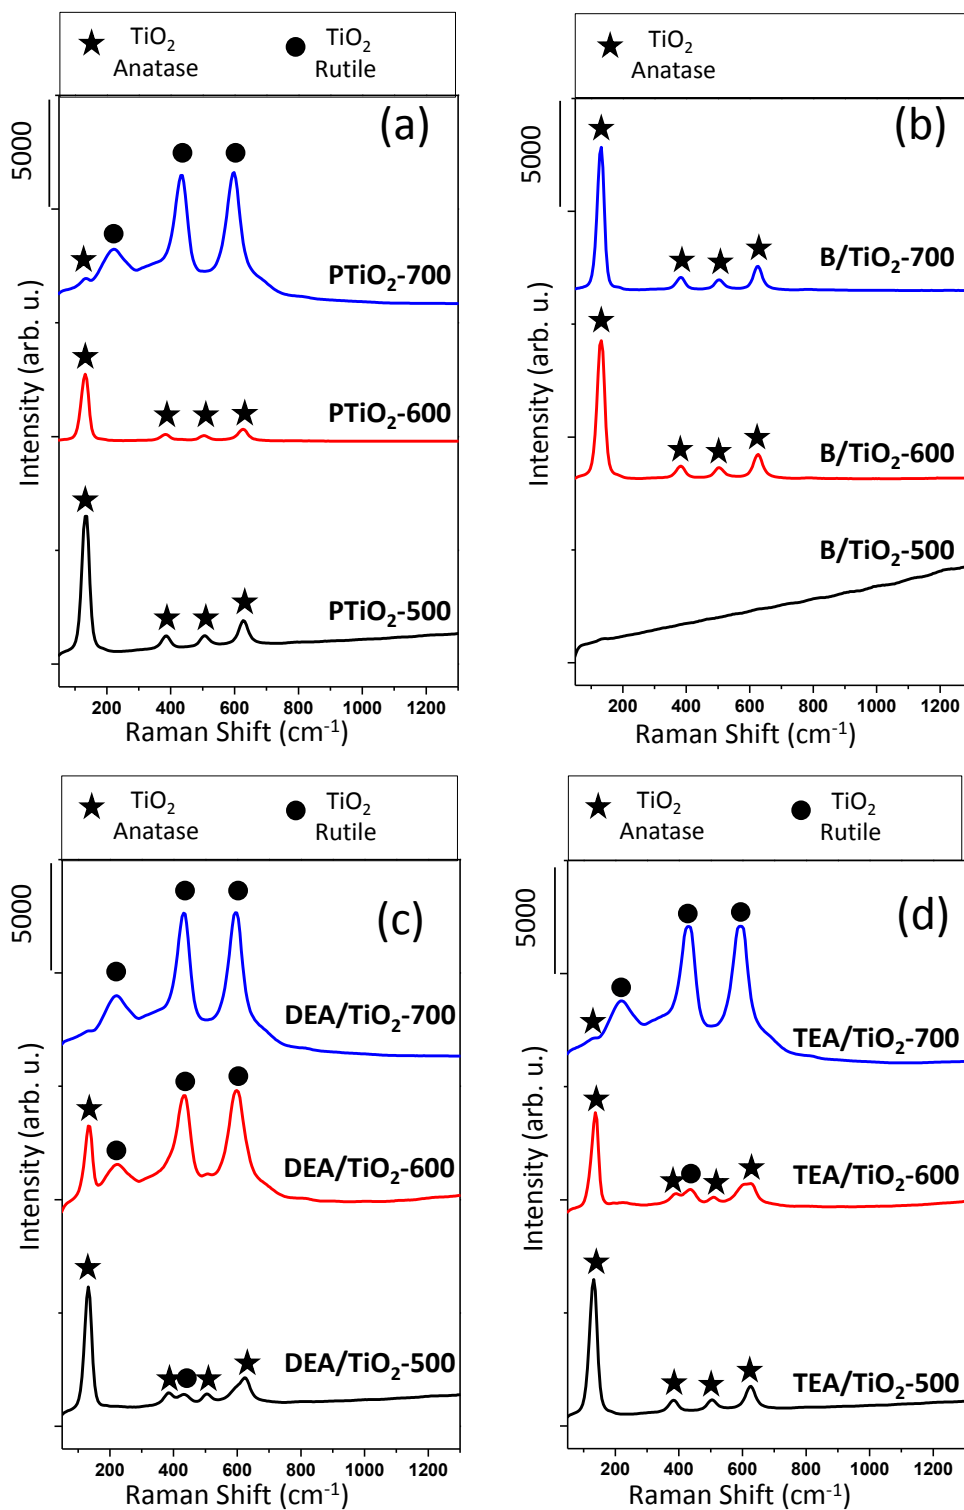 TiO₂
Anatase
TiO₂
Rutile
(a)
5000
PTiO₂-700
PTiO₂-600
PTiO₂-500
Intensity (arb. u.)
200 400 600 800 1000 1200
Raman Shift (cm⁻¹)
TiO₂
Anatase
(b)
5000
B/TiO₂-700
B/TiO₂-600
B/TiO₂-500
Intensity (arb. u.)
200 400 600 800 1000 1200
Raman Shift (cm⁻¹)
TiO₂
Anatase
TiO₂
Rutile
(c)
5000
DEA/TiO₂-700
DEA/TiO₂-600
DEA/TiO₂-500
Intensity (arb. u.)
200 400 600 800 1000 1200
Raman Shift (cm⁻¹)
TiO₂
Anatase
TiO₂
Rutile
(d)
5000
TEA/TiO₂-700
TEA/TiO₂-600
TEA/TiO₂-500
Intensity (arb. u.)
200 400 600 800 1000 1200
Raman Shift (cm⁻¹)